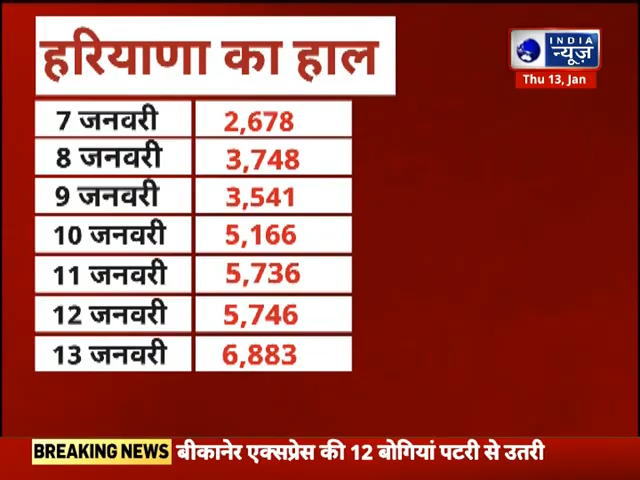 हरियाणा का हाल
INDIA
न्यूज़
Thu 13, Jan
7 जनवरी 2,678
8 जनवरी 3,748
9 जनवरी 3,541
10 जनवरी 5,166
11 जनवरी 5,736
12 जनवरी 5,746
13 जनवरी 6,883
BREAKING NEWS बीकानेर एक्सप्रेस की 12 बोगियां पटरी से उतरी